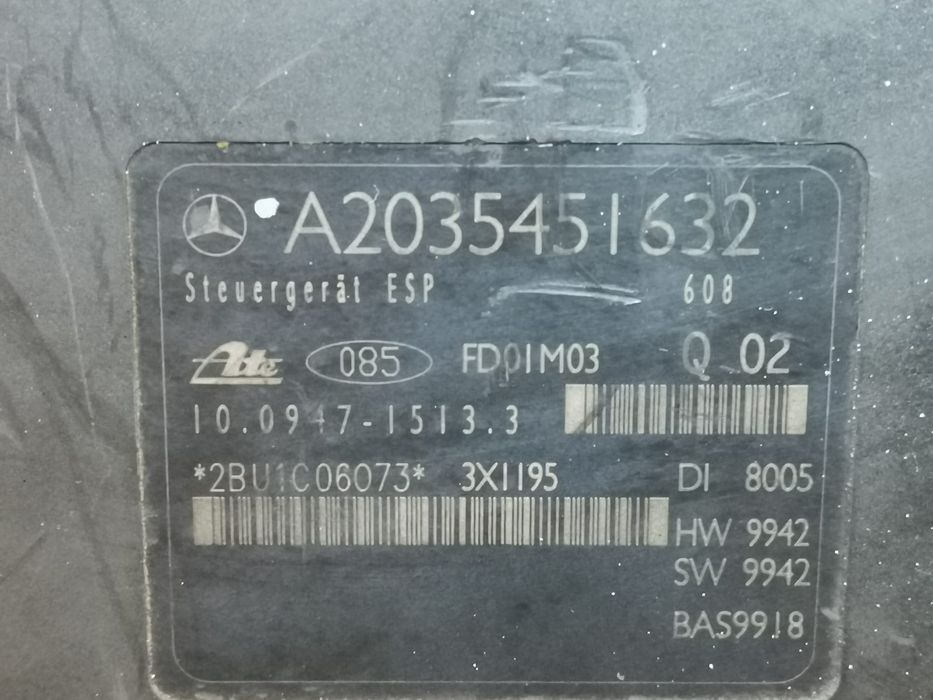 A2035451632
Steuergerät ESP 608
Ate 085 FD01M03 Q 02
10.0947-1513.3
*2BU1C06073* 3X1195 DI 8005
HW 9942
SW 9942
BAS9918